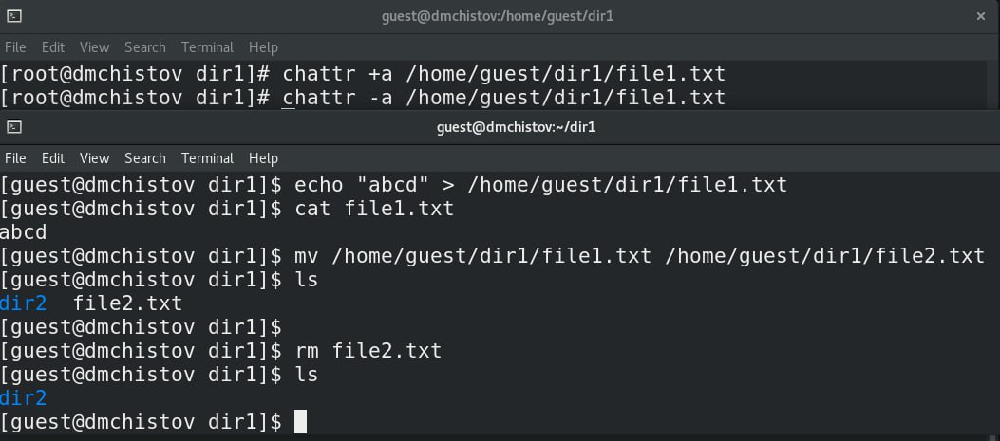 guest@dmchistov:/home/guest/dir1 ×
File Edit View Search Terminal Help
[root@dmchistov dir1]# chattr +a /home/guest/dir1/file1.txt
[root@dmchistov dir1]# chattr -a /home/guest/dir1/file1.txt
guest@dmchistov:~/dir1
File Edit View Search Terminal Help
[guest@dmchistov dir1]$ echo "abcd" > /home/guest/dir1/file1.txt
[guest@dmchistov dir1]$ cat file1.txt
abcd
[guest@dmchistov dir1]$ mv /home/guest/dir1/file1.txt /home/guest/dir1/file2.txt
[guest@dmchistov dir1]$ ls
dir2  file2.txt
[guest@dmchistov dir1]$
[guest@dmchistov dir1]$ rm file2.txt
[guest@dmchistov dir1]$ ls
dir2
[guest@dmchistov dir1]$